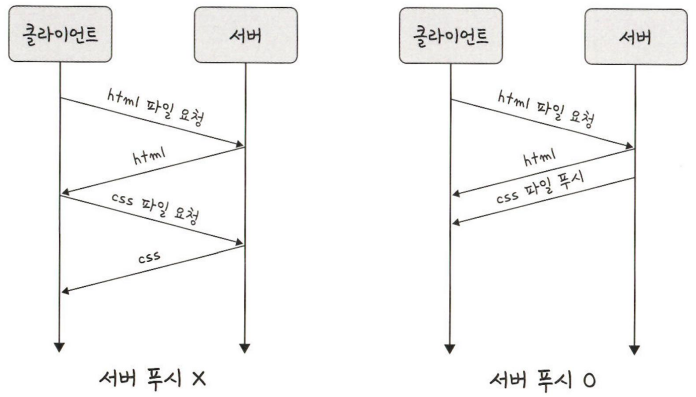 클라이언트
서버
html 파일 요청
html
css 파일 요청
css
서버 푸시 X
클라이언트
서버
html 파일 요청
html
css 파일 푸시
서버 푸시 O